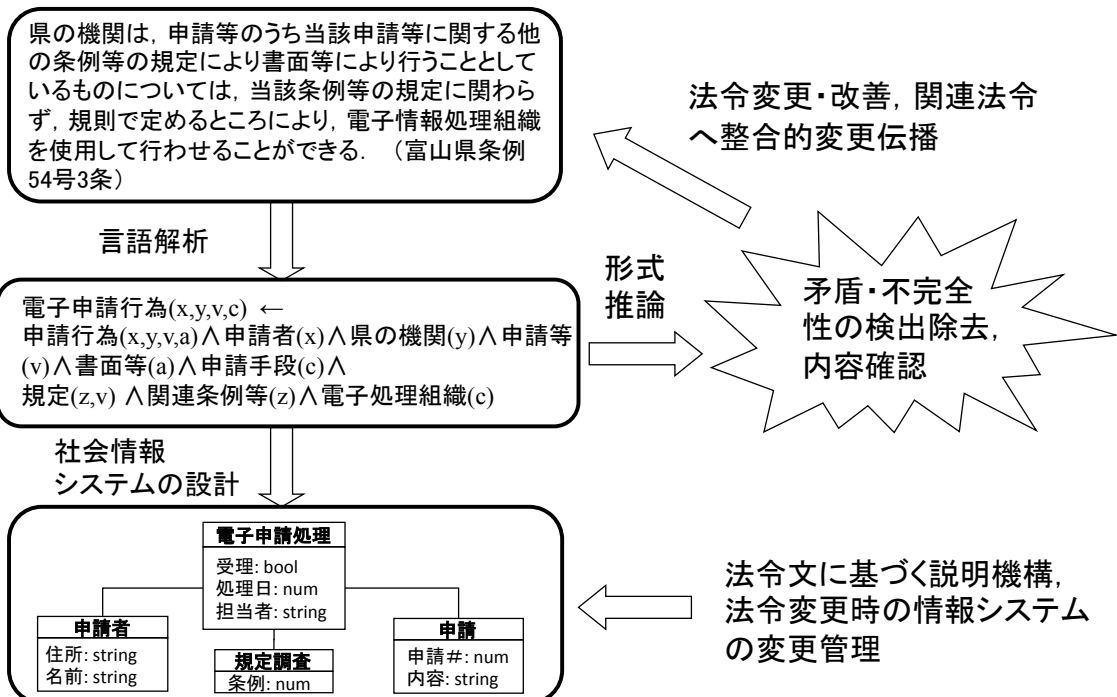 県の機関は，申請等のうち当該申請等に関する他
の条例等の規定により書面等により行うこととして
いるものについては，当該条例等の規定に関わら
ず，規則で定めるところにより，電子情報処理組織
を使用して行わせることができる．　（富山県条例
54号3条）
法令変更・改善，関連法令
へ整合的変更伝播
言語解析
電子申請行為(x,y,v,c) ←
申請行為(x,y,v,a)∧申請者(x)∧県の機関(y)∧申請等
(v)∧書面等(a)∧申請手段(c)∧
規定(z,v) ∧関連条例等(z)∧電子処理組織(c)
形式
推論
矛盾・不完全
性の検出除去，
内容確認
社会情報
システムの設計
電子申請処理
受理: bool
処理日: num
担当者: string
申請者
住所: string
名前: string
規定調査
条例: num
申請
申請＃: num
内容: string
法令文に基づく説明機構，
法令変更時の情報システム
の変更管理